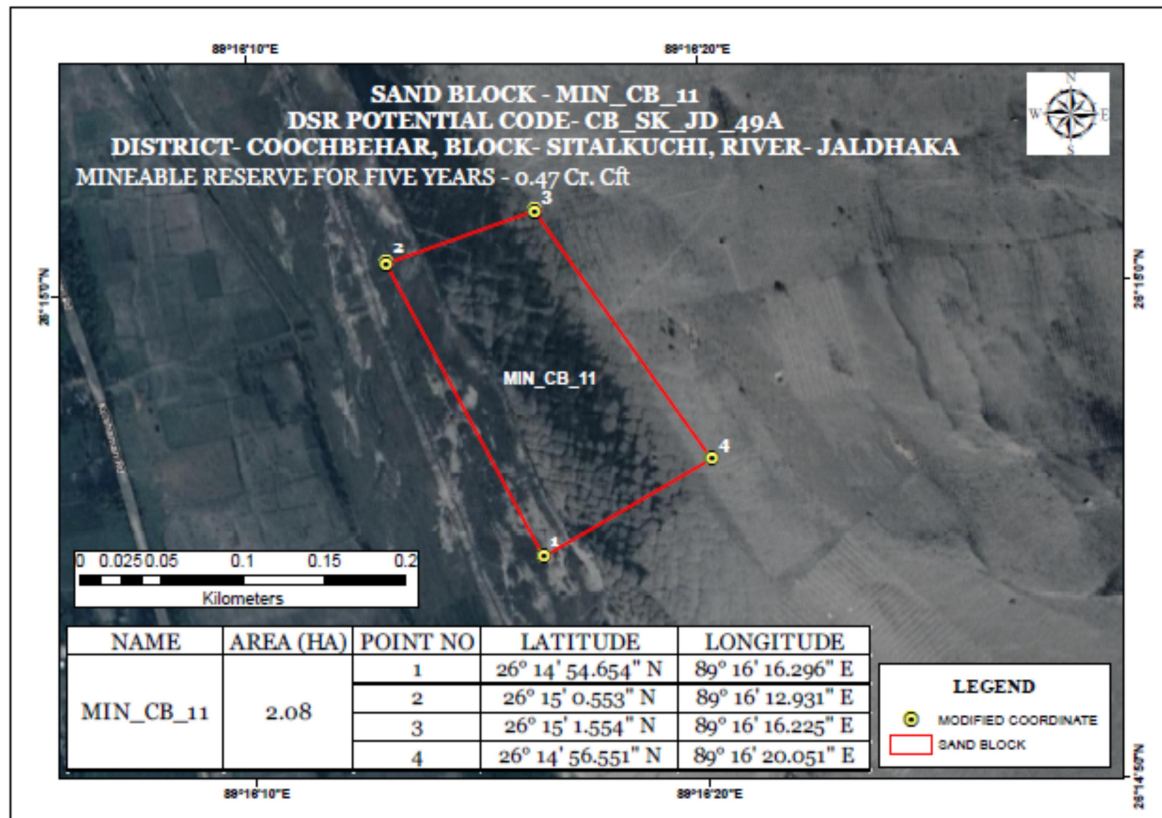 89°16'10"E
89°16'20"E
SAND BLOCK - MIN_CB_11
DSR POTENTIAL CODE- CB_SK_JD_49A
DISTRICT- COOCHBEHAR, BLOCK- SITALKUCHI, RIVER- JALDHAKA
MINEABLE RESERVE FOR FIVE YEARS - 0.47 Cr. Cft
N
W
E
S
3
2
26°15'0"N
26°15'0"N
MIN_CB_11
4
1
0 0.025 0.05 0.1 0.15 0.2
Kilometers
NAME AREA (HA) POINT NO LATITUDE LONGITUDE
MIN_CB_11 2.08
1 26° 14' 54.654" N 89° 16' 16.296" E
2 26° 15' 0.553" N 89° 16' 12.931" E
3 26° 15' 1.554" N 89° 16' 16.225" E
4 26° 14' 56.551" N 89° 16' 20.051" E
LEGEND
MODIFIED COORDINATE
SAND BLOCK
89°16'10"E
89°16'20"E
26°14'50"N